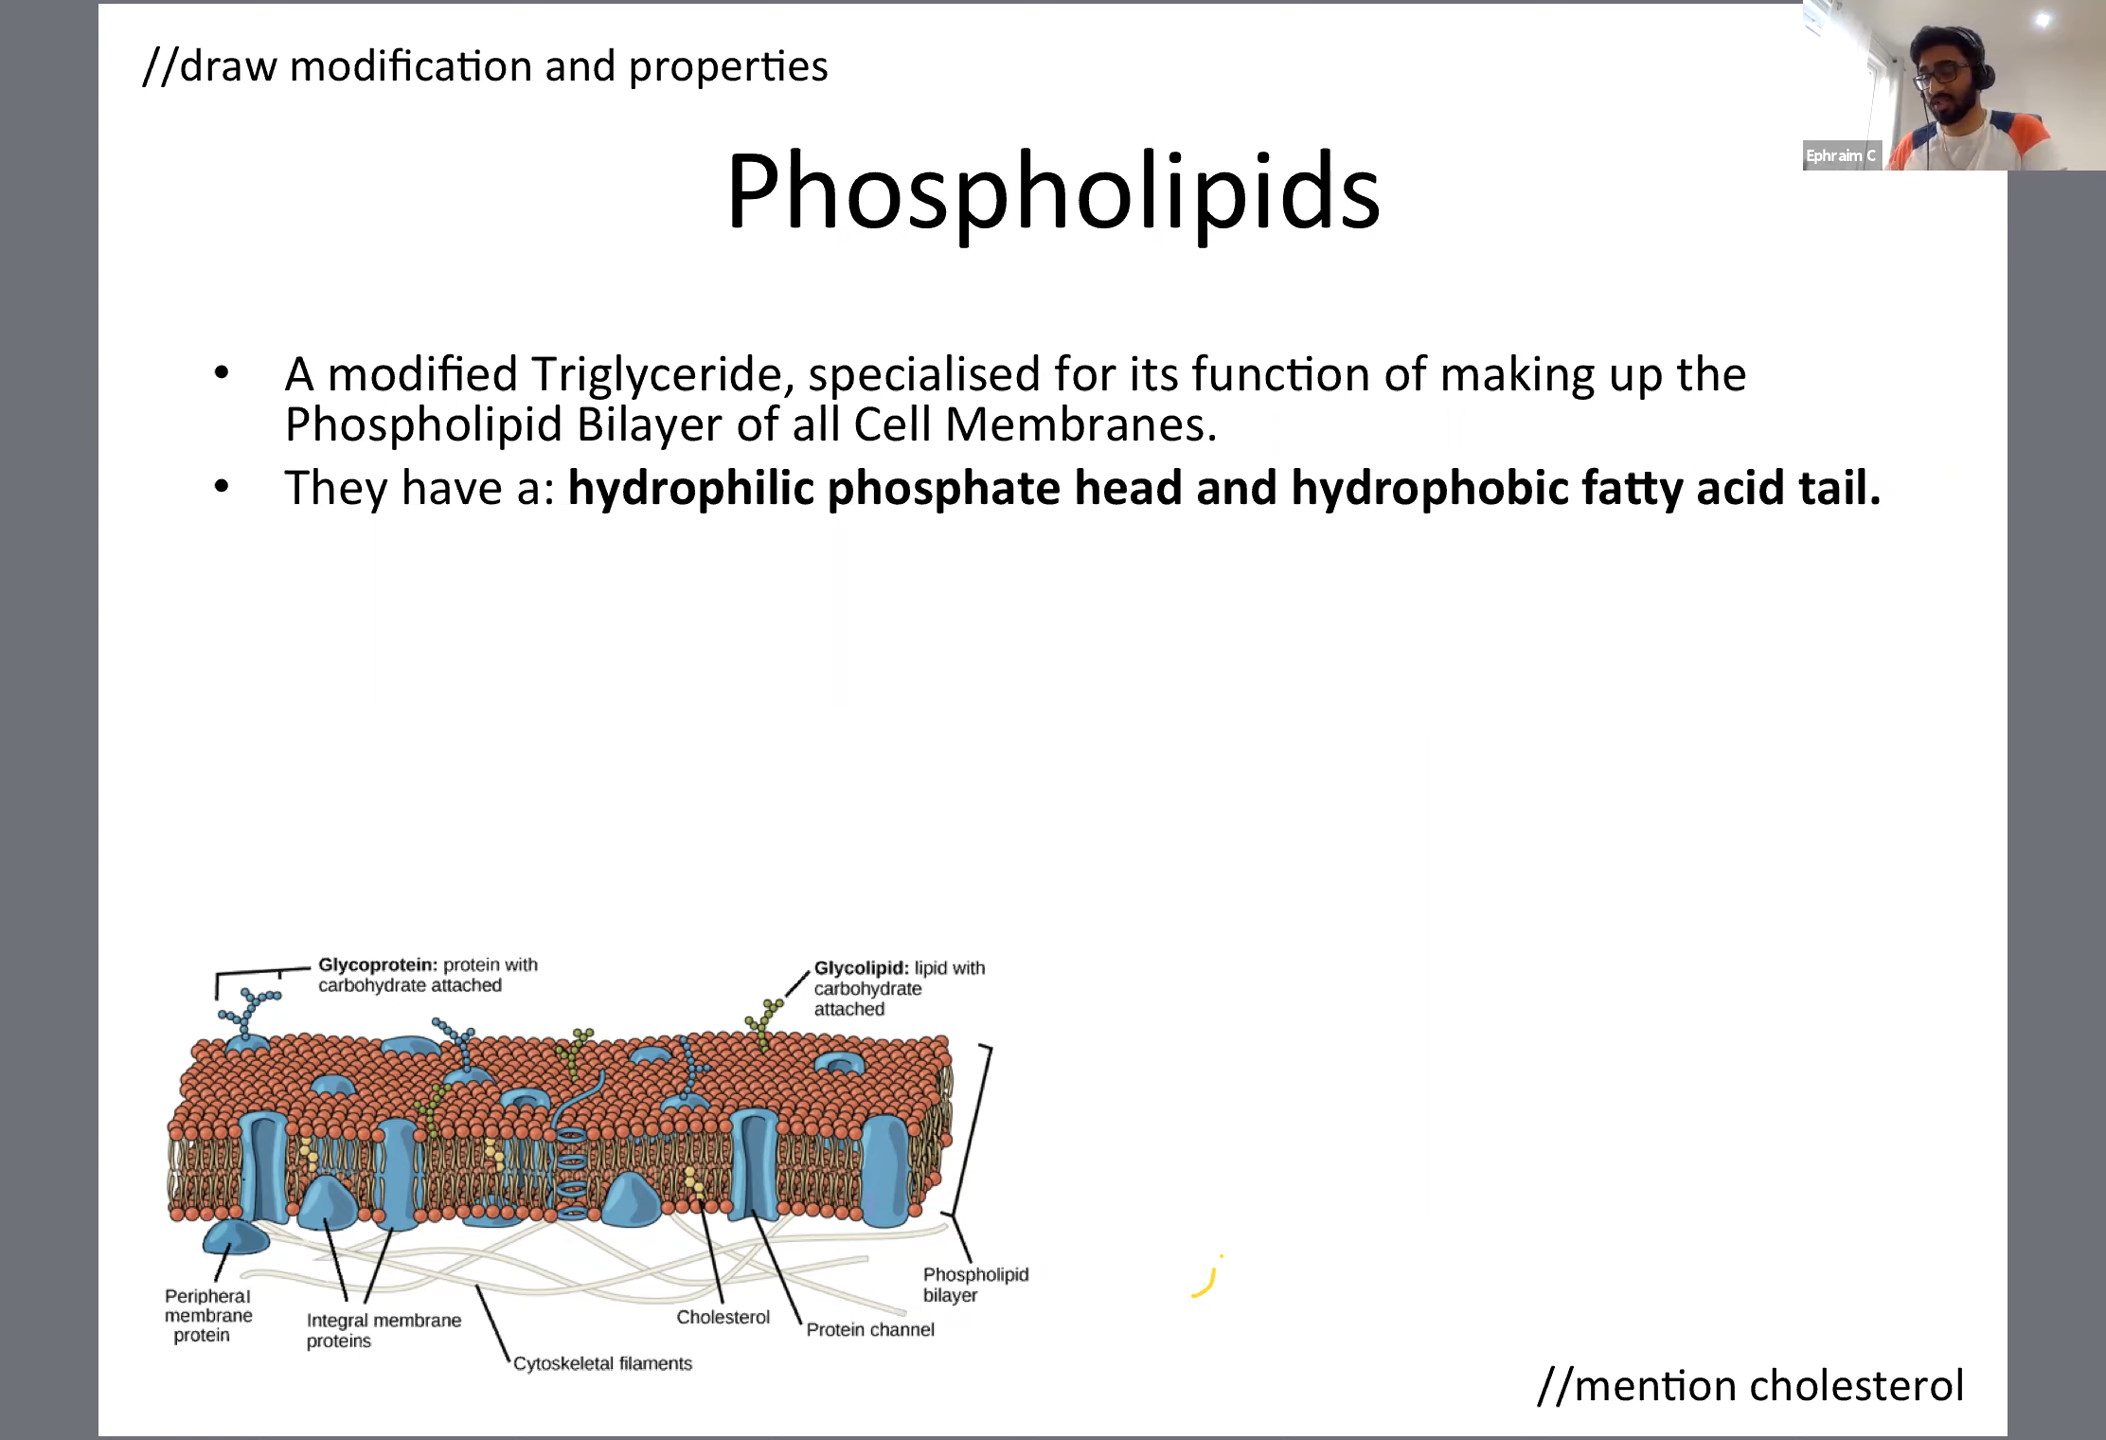 //draw modification and properties
Ephraim C
Phospholipids
• A modified Triglyceride, specialised for its function of making up the
Phospholipid Bilayer of all Cell Membranes.
• They have a: hydrophilic phosphate head and hydrophobic fatty acid tail.
Glycoprotein: protein with
carbohydrate attached
Glycolipid: lipid with
carbohydrate
attached
Phospholipid
bilayer
Peripheral
membrane
protein
Integral membrane
proteins
Cholesterol
Protein channel
Cytoskeletal filaments
//mention cholesterol